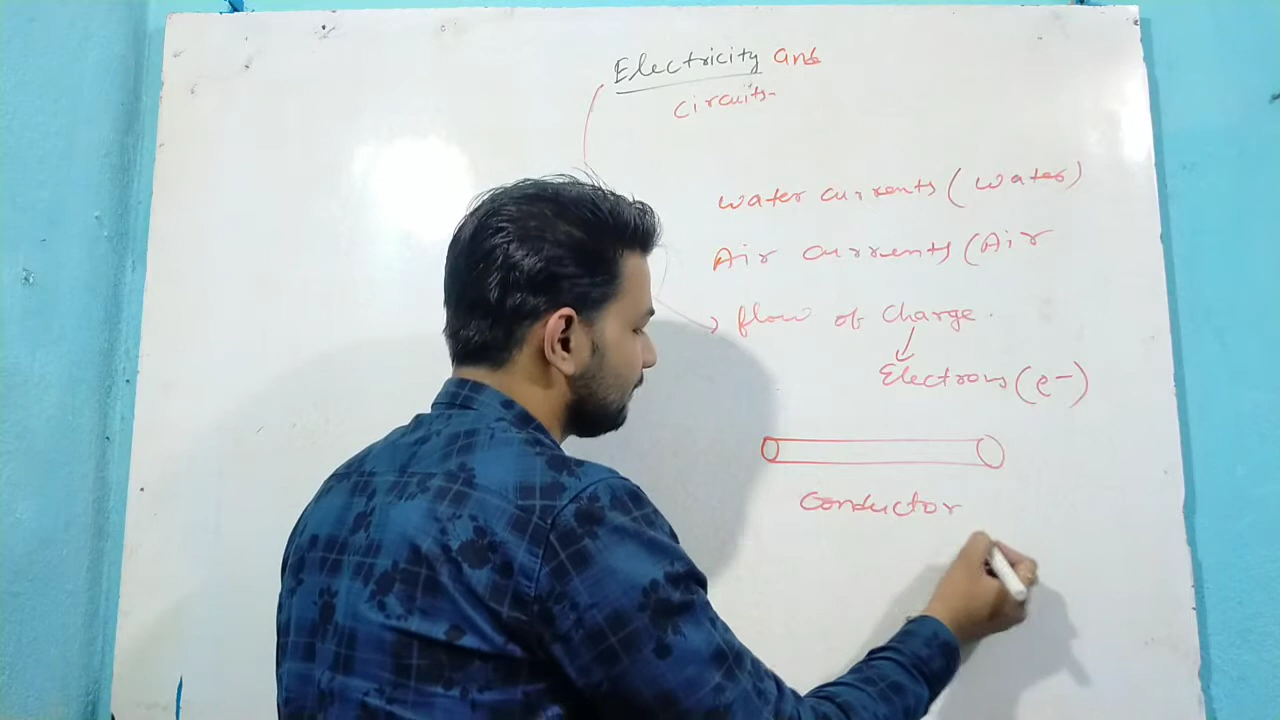 Electricity and
Circuits-
Water currents (water)
Air currents (Air
→ flow of charge.
Electrons (e-)
Conductor